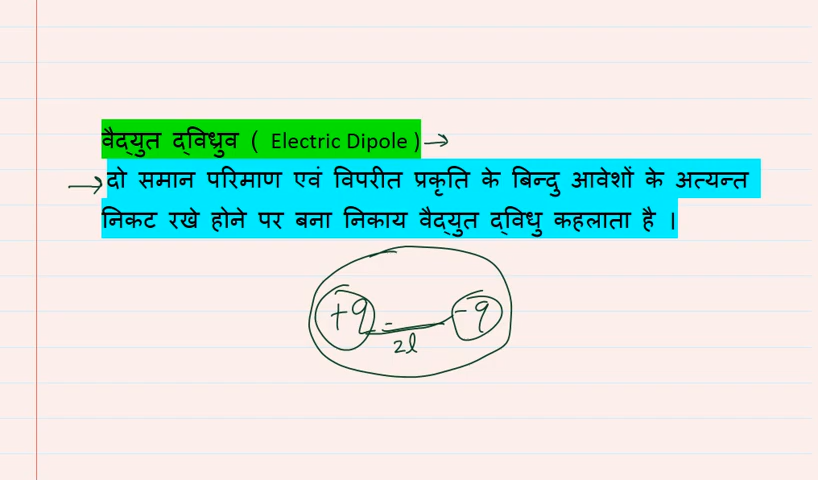 वैद्‌युत द्‌विध्रुव ( Electric Dipole ) →
→ दो समान परिमाण एवं विपरीत प्रकृति के बिन्दु आवेशों के अत्यन्त
निकट रखे होने पर बना निकाय वैद्‌युत द्‌विधु कहलाता है ।
+q -q
2l